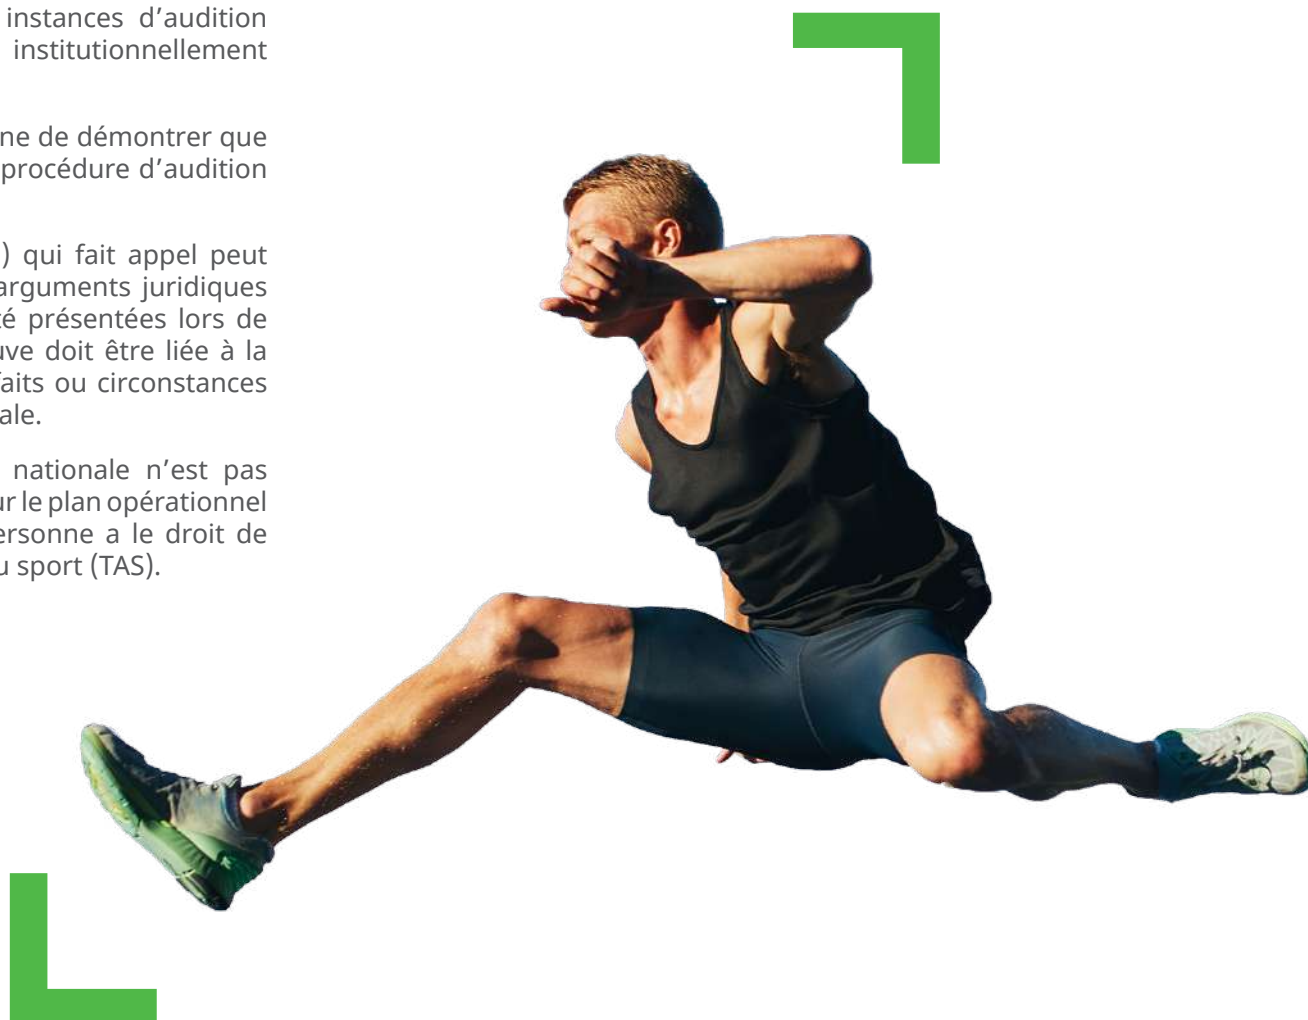 instances d’audition
institutionnellement
ne de démontrer que
procédure d’audition
) qui fait appel peut
arguments juridiques
té présentées lors de
uve doit être liée à la
faits ou circonstances
ale.
nationale n’est pas
ur le plan opérationnel
ersonne a le droit de
u sport (TAS).